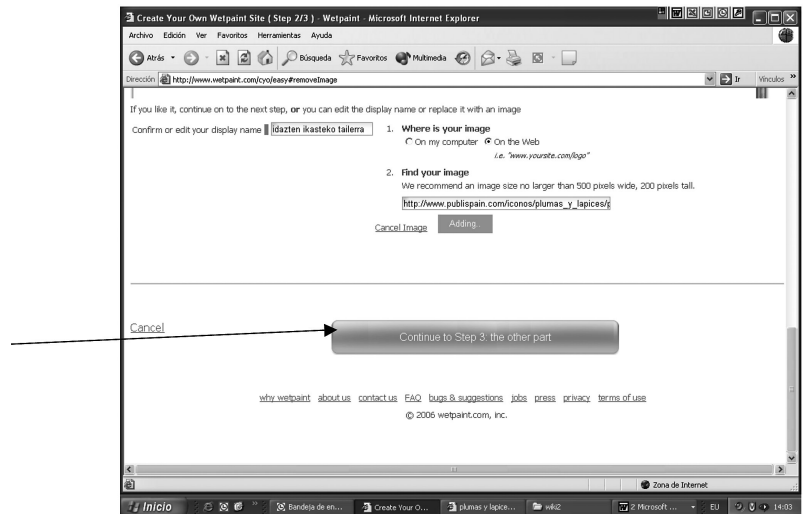 Create Your Own Wetpaint Site ( Step 2/3 ) - Wetpaint - Microsoft Internet Explorer
Archivo Edición Ver Favoritos Herramientas Ayuda
Atrás Búsqueda Favoritos Multimedia
Dirección http://www.wetpaint.com/cyo/easy#removeImage Ir Vínculos »
If you like it, continue on to the next step, or you can edit the display name or replace it with an image
Confirm or edit your display name idazten ikasteko tailerra
1. Where is your image
On my computer On the Web
i.e. "www.yoursite.com/logo"
2. Find your image
We recommend an image size no larger than 500 pixels wide, 200 pixels tall.
http://www.publispain.com/iconos/plumas_y_lapices/p
Cancel Image Adding..
Cancel
Continue to Step 3: the other part
why wetpaint about us contact us FAQ bugs & suggestions jobs press privacy terms of use
© 2006 wetpaint.com, inc.
Zona de Internet
Inicio » Bandeja de en... Create Your O... plumas y lapice... wiki2 2 Microsoft ... EU 14:03